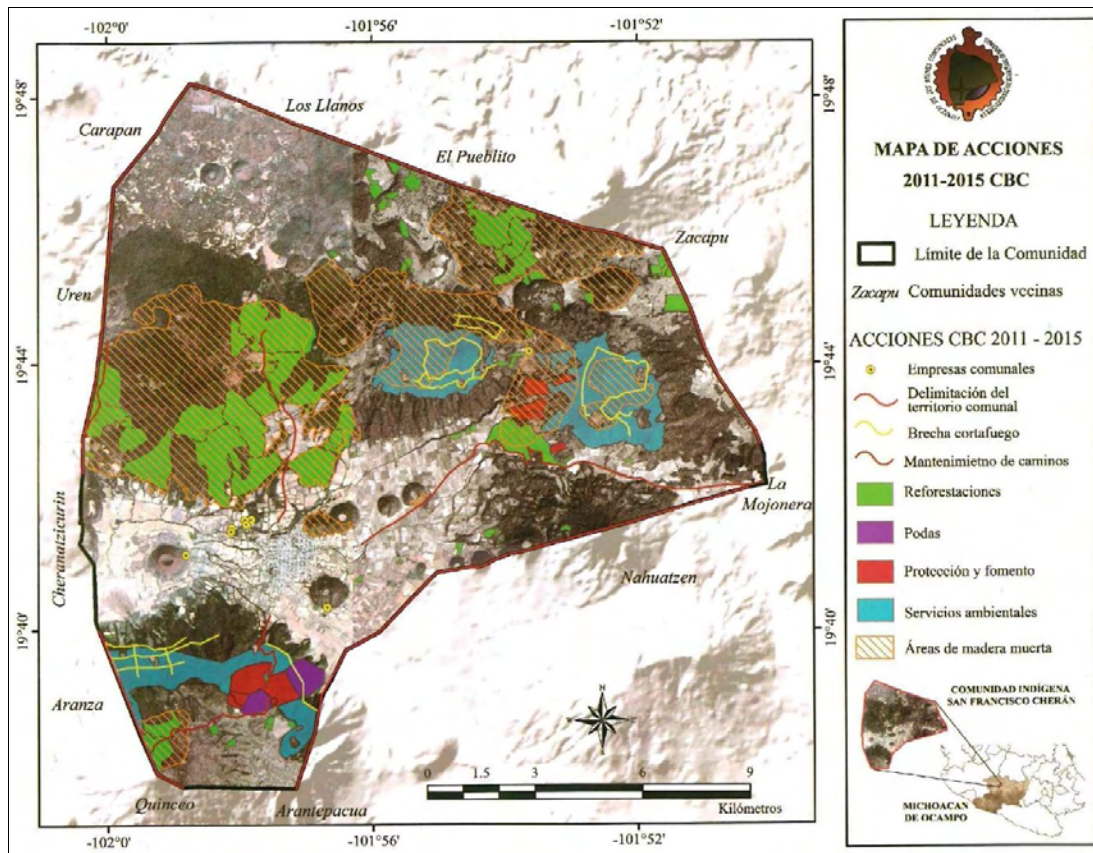 -102°0'
-101°56'
-101°52'
19°48'
19°48'
Los Llanos
Carapan
El Pueblito
Zacapu
Uren
19°44'
19°44'
La
Mojonera
Cheranatzicurin
Nahuatzen
19°40'
19°40'
Aranza
N
0 1.5 3 6 9
Kilómetros
Quinceo
Arantepacua
-102°0'
-101°56'
-101°52'
MAPA DE ACCIONES
2011-2015 CBC
LEYENDA
Límite de la Comunidad
Zacapu Comunidades vecinas
ACCIONES CBC 2011 - 2015
Empresas comunales
Delimitación del
territorio comunal
Brecha cortafuego
Mantenimietno de caminos
Reforestaciones
Podas
Protección y fomento
Servicios ambientales
Áreas de madera muerta
COMUNIDAD INDÍGENA
SAN FRANCISCO CHERÁN
MICHOACAN
DE OCAMPO